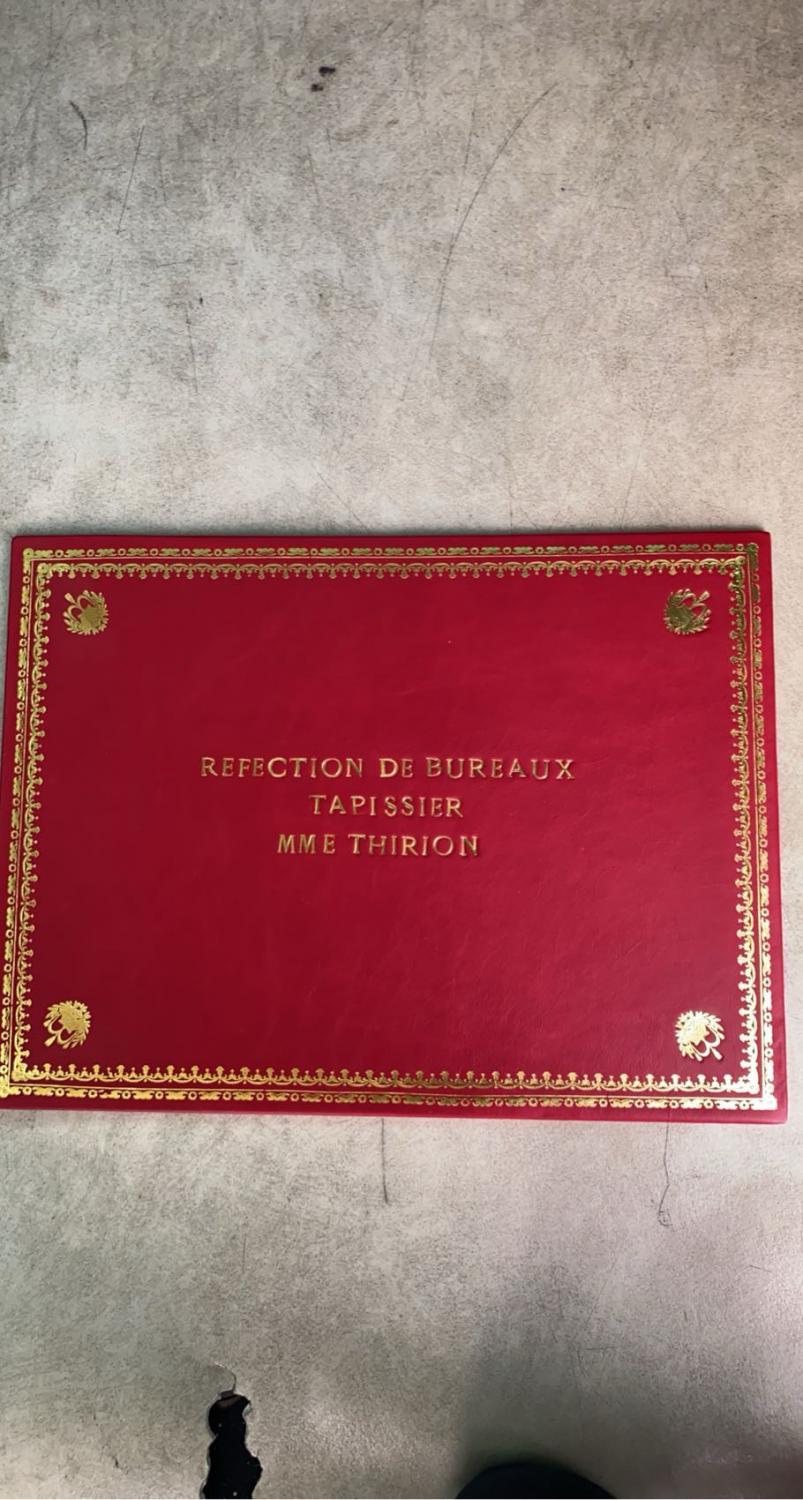 REFECTION DE BUREAUX
TAPISSIER
MME THIRION